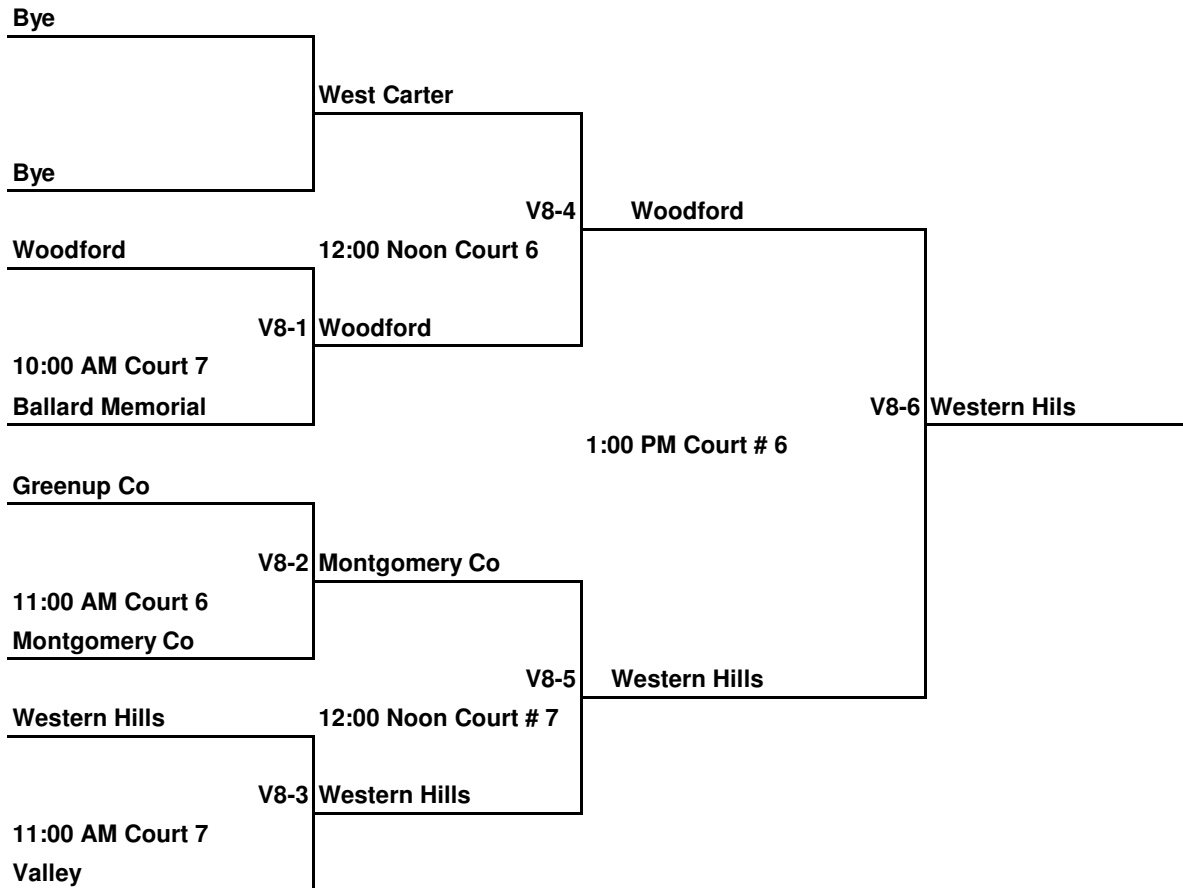 Bye
West Carter
Bye
V8-4 Woodford
Woodford 12:00 Noon Court 6
V8-1 Woodford
10:00 AM Court 7
Ballard Memorial V8-6 Western Hils
1:00 PM Court # 6
Greenup Co
V8-2 Montgomery Co
11:00 AM Court 6
Montgomery Co
V8-5 Western Hills
Western Hills 12:00 Noon Court # 7
V8-3 Western Hills
11:00 AM Court 7
Valley